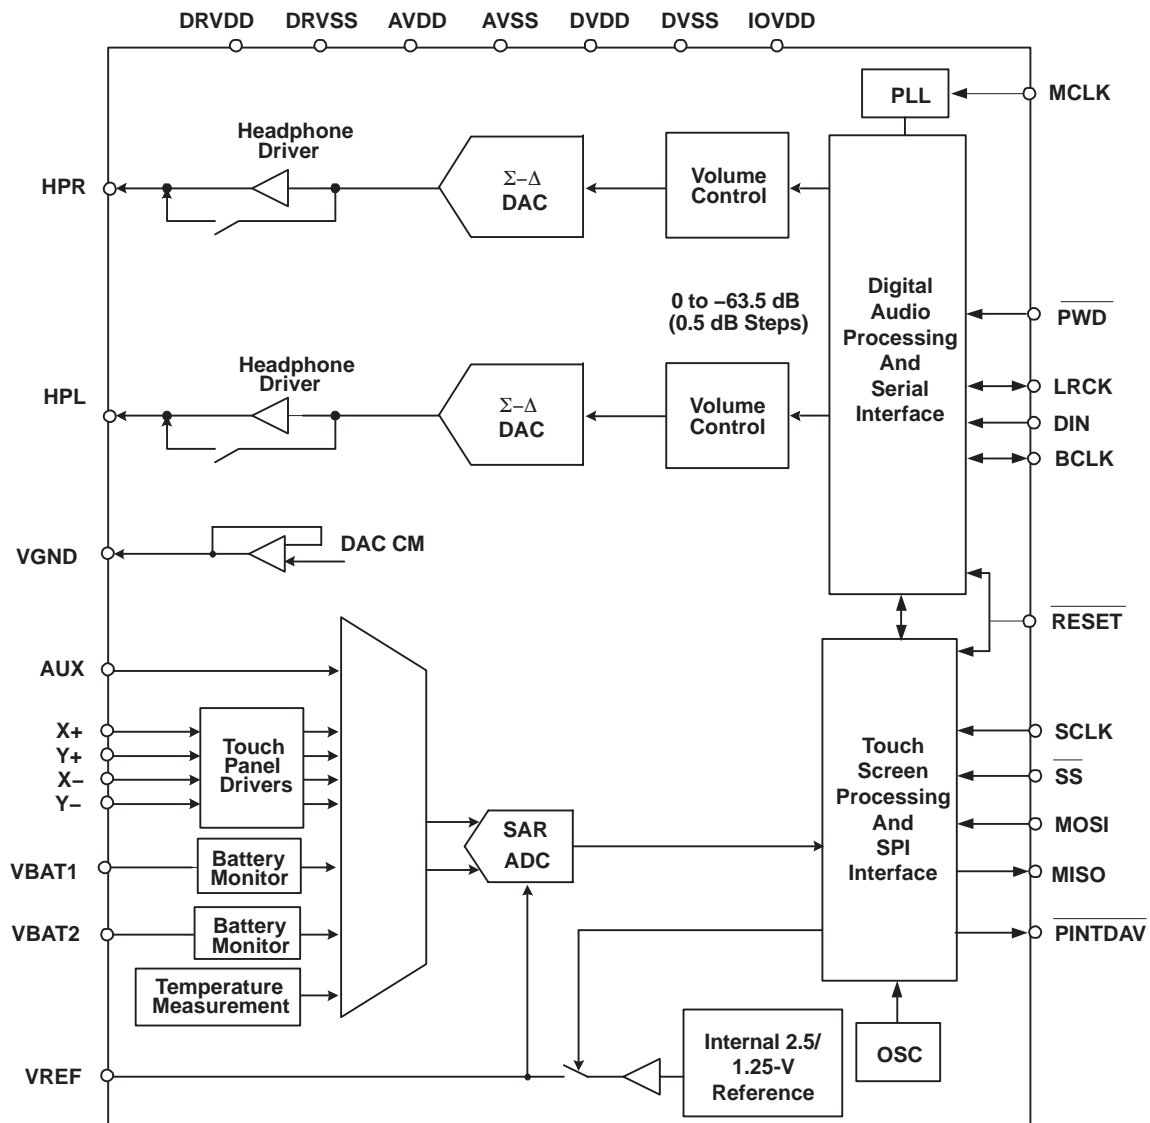 DRVDD DRVSS AVDD AVSS DVDD DVSS IOVDD
PLL
MCLK
Headphone
Driver
HPR
Σ−Δ
DAC
Volume
Control
0 to −63.5 dB
(0.5 dB Steps)
Digital
Audio
Processing
And
Serial
Interface
PWD
LRCK
DIN
BCLK
Headphone
Driver
HPL
Σ−Δ
DAC
Volume
Control
VGND
DAC CM
RESET
AUX
X+
Y+
X−
Y−
Touch
Panel
Drivers
VBAT1
Battery
Monitor
VBAT2
Battery
Monitor
Temperature
Measurement
SAR
ADC
Touch
Screen
Processing
And
SPI
Interface
SCLK
SS
MOSI
MISO
PINTDAV
VREF
Internal 2.5/
1.25-V
Reference
OSC